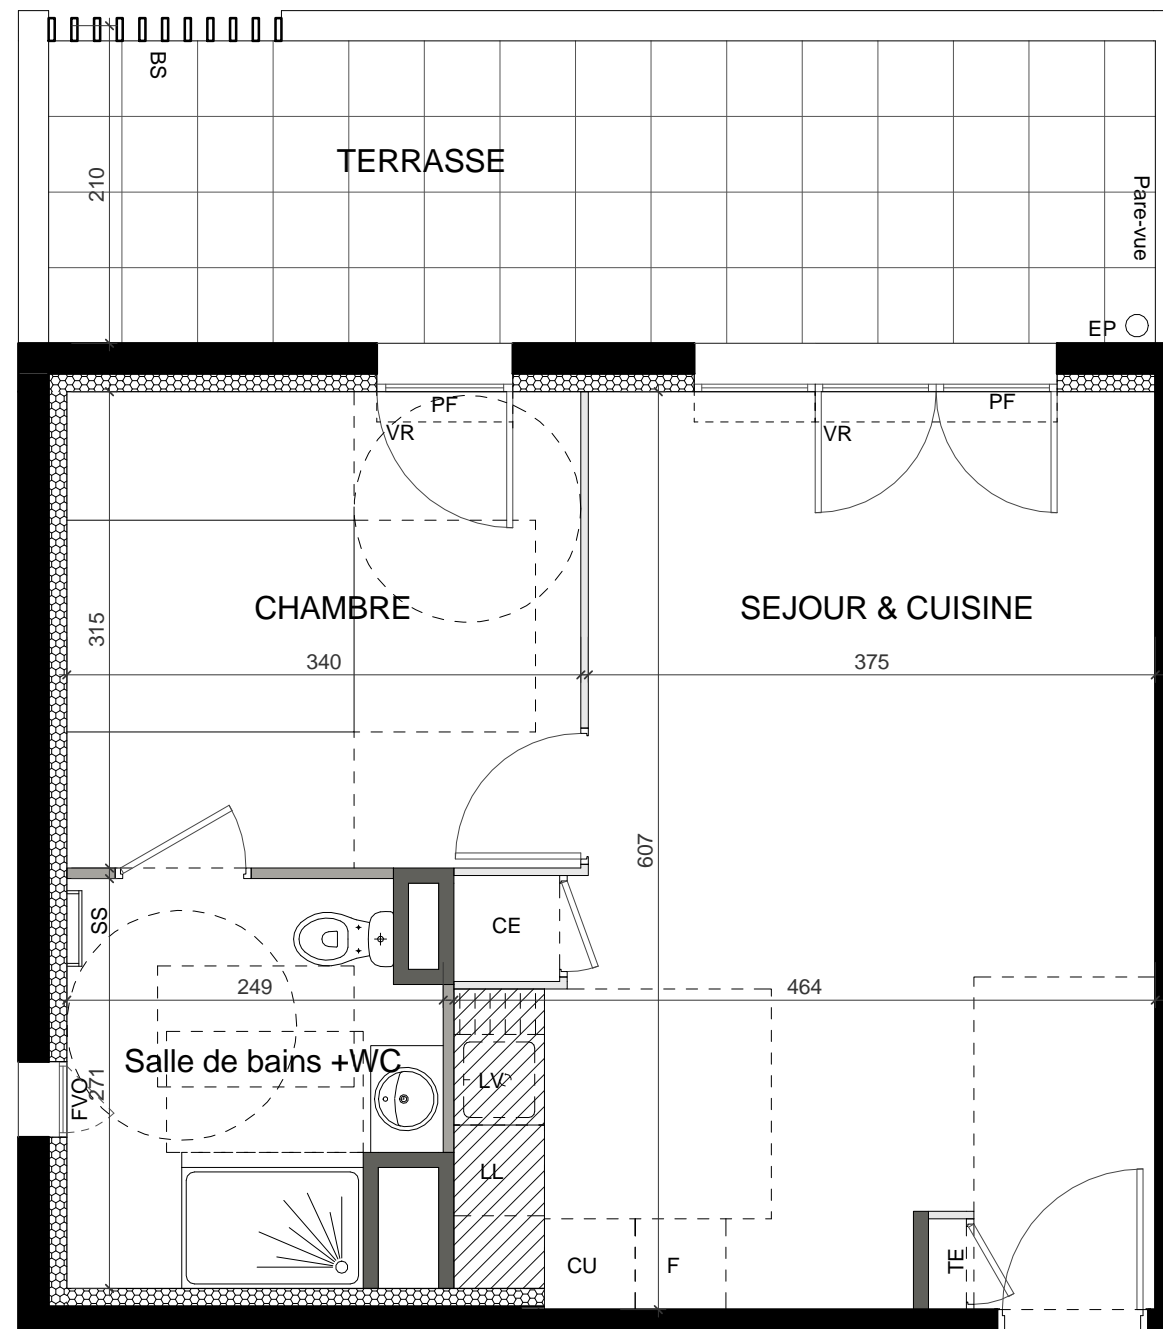 BS
TERRASSE
210
Pare-vue
EP
PF
VR
PF
VR
CHAMBRE
SEJOUR & CUISINE
315
340
375
607
SS
CE
249
464
Salle de bains +WC
271
FVO
LV
LL
CU
F
TE